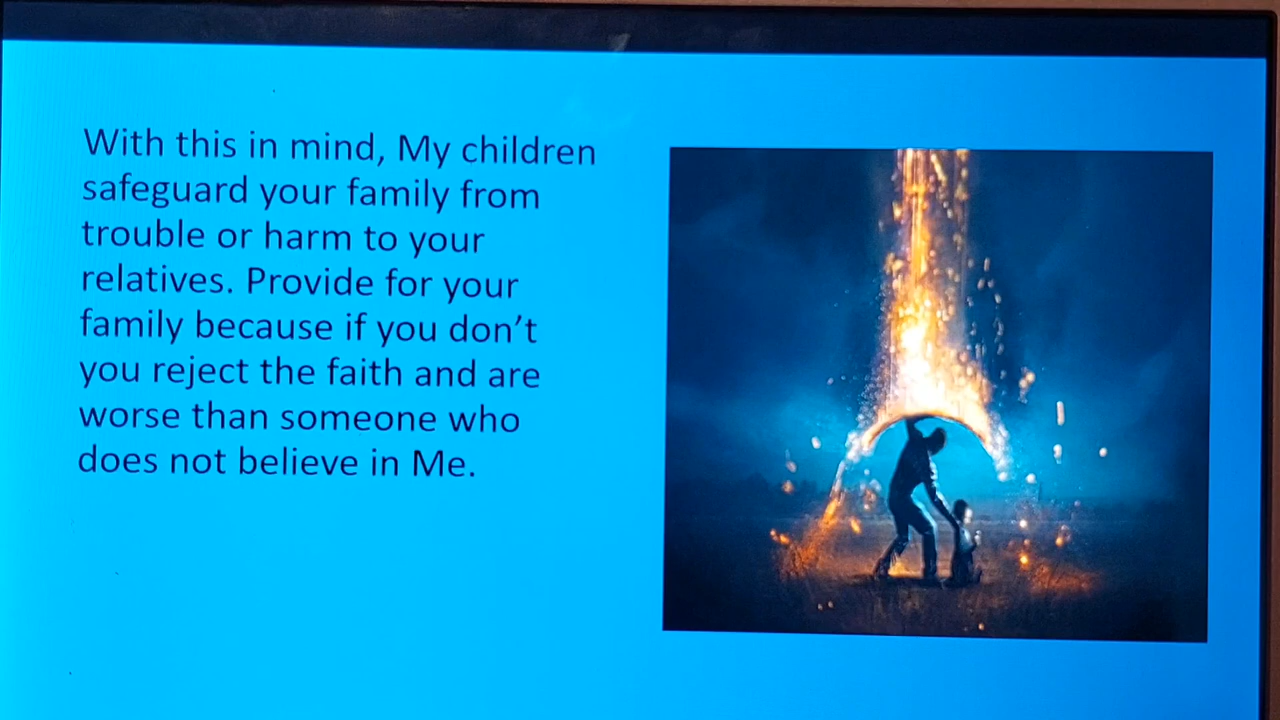 With this in mind, My children
safeguard your family from
trouble or harm to your
relatives. Provide for your
family because if you don’t
you reject the faith and are
worse than someone who
does not believe in Me.